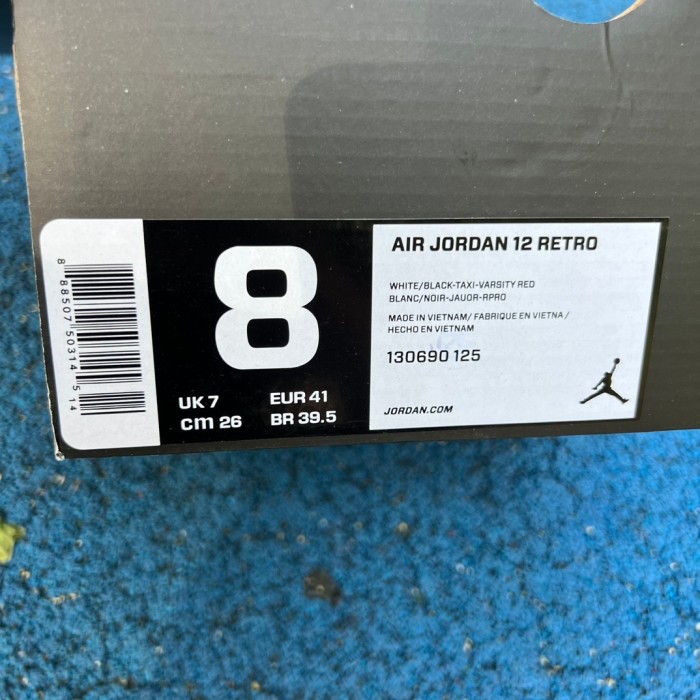 8 88507 50314 5 14
8
UK 7 EUR 41
cm 26 BR 39.5
AIR JORDAN 12 RETRO
WHITE/BLACK-TAXI-VARSITY RED
BLANC/NOIR-JAUOR-RPRO
MADE IN VIETNAM/ FABRIQUE EN VIETNA /
HECHO EN VIETNAM
130690 125
JORDAN.COM